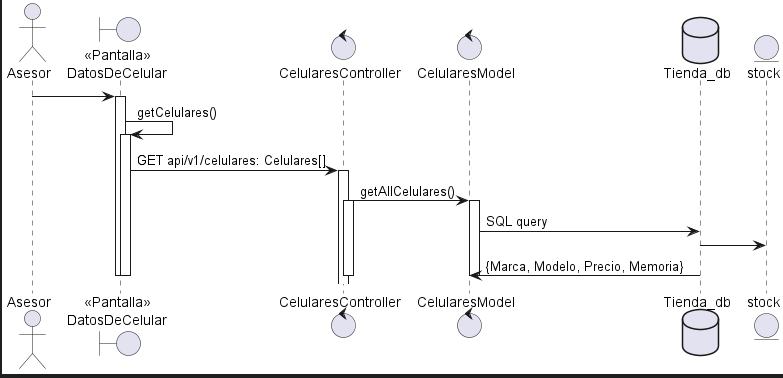 Asesor
«Pantalla»
DatosDeCelular
CelularesController
CelularesModel
Tienda_db
stock
getCelulares()
GET api/v1/celulares: Celulares[]
getAllCelulares()
SQL query
{Marca, Modelo, Precio, Memoria}
Asesor
«Pantalla»
DatosDeCelular
CelularesController
CelularesModel
Tienda_db
stock